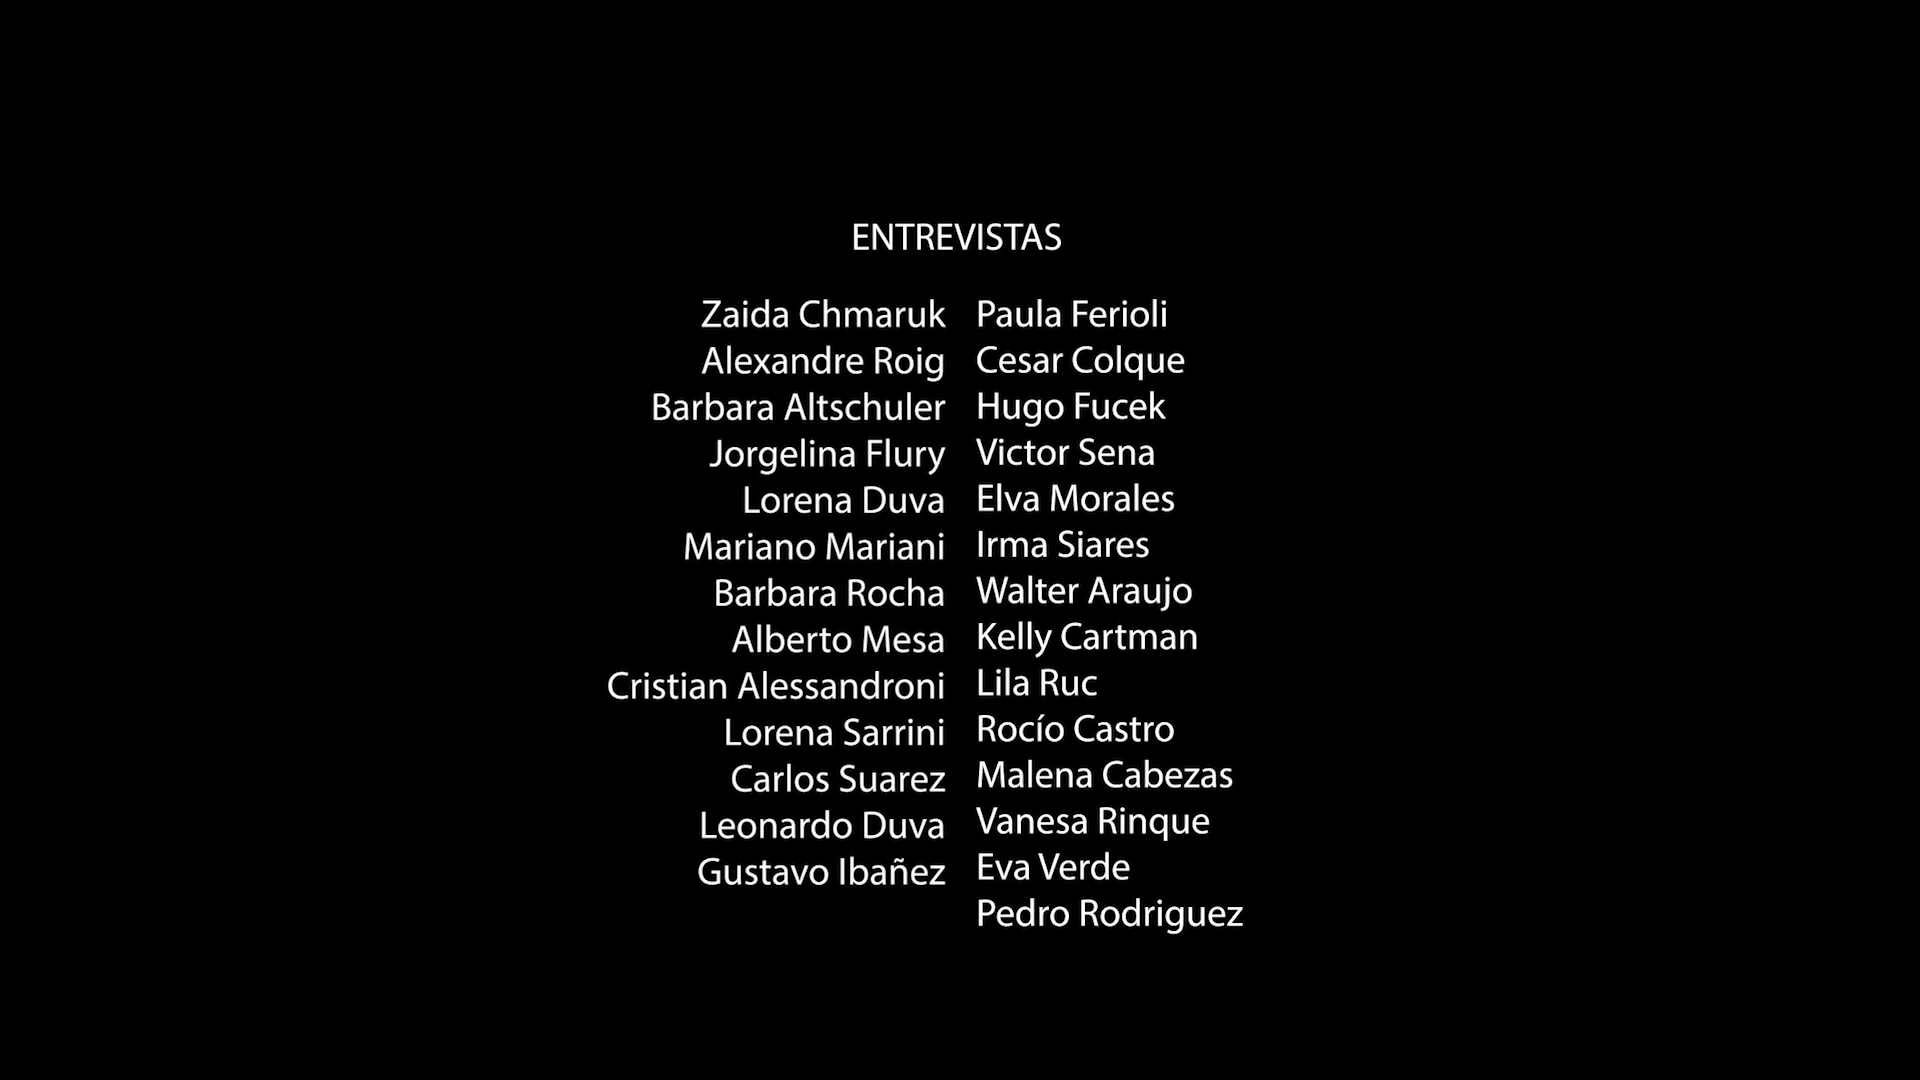 ENTREVISTAS
Zaida Chmaruk
Alexandre Roig
Barbara Altschuler
Jorgelina Flury
Lorena Duva
Mariano Mariani
Barbara Rocha
Alberto Mesa
Cristian Alessandroni
Lorena Sarrini
Carlos Suarez
Leonardo Duva
Gustavo Ibañez
Paula Ferioli
Cesar Colque
Hugo Fucek
Victor Sena
Elva Morales
Irma Siares
Walter Araujo
Kelly Cartman
Lila Ruc
Rocío Castro
Malena Cabezas
Vanesa Rinque
Eva Verde
Pedro Rodriguez